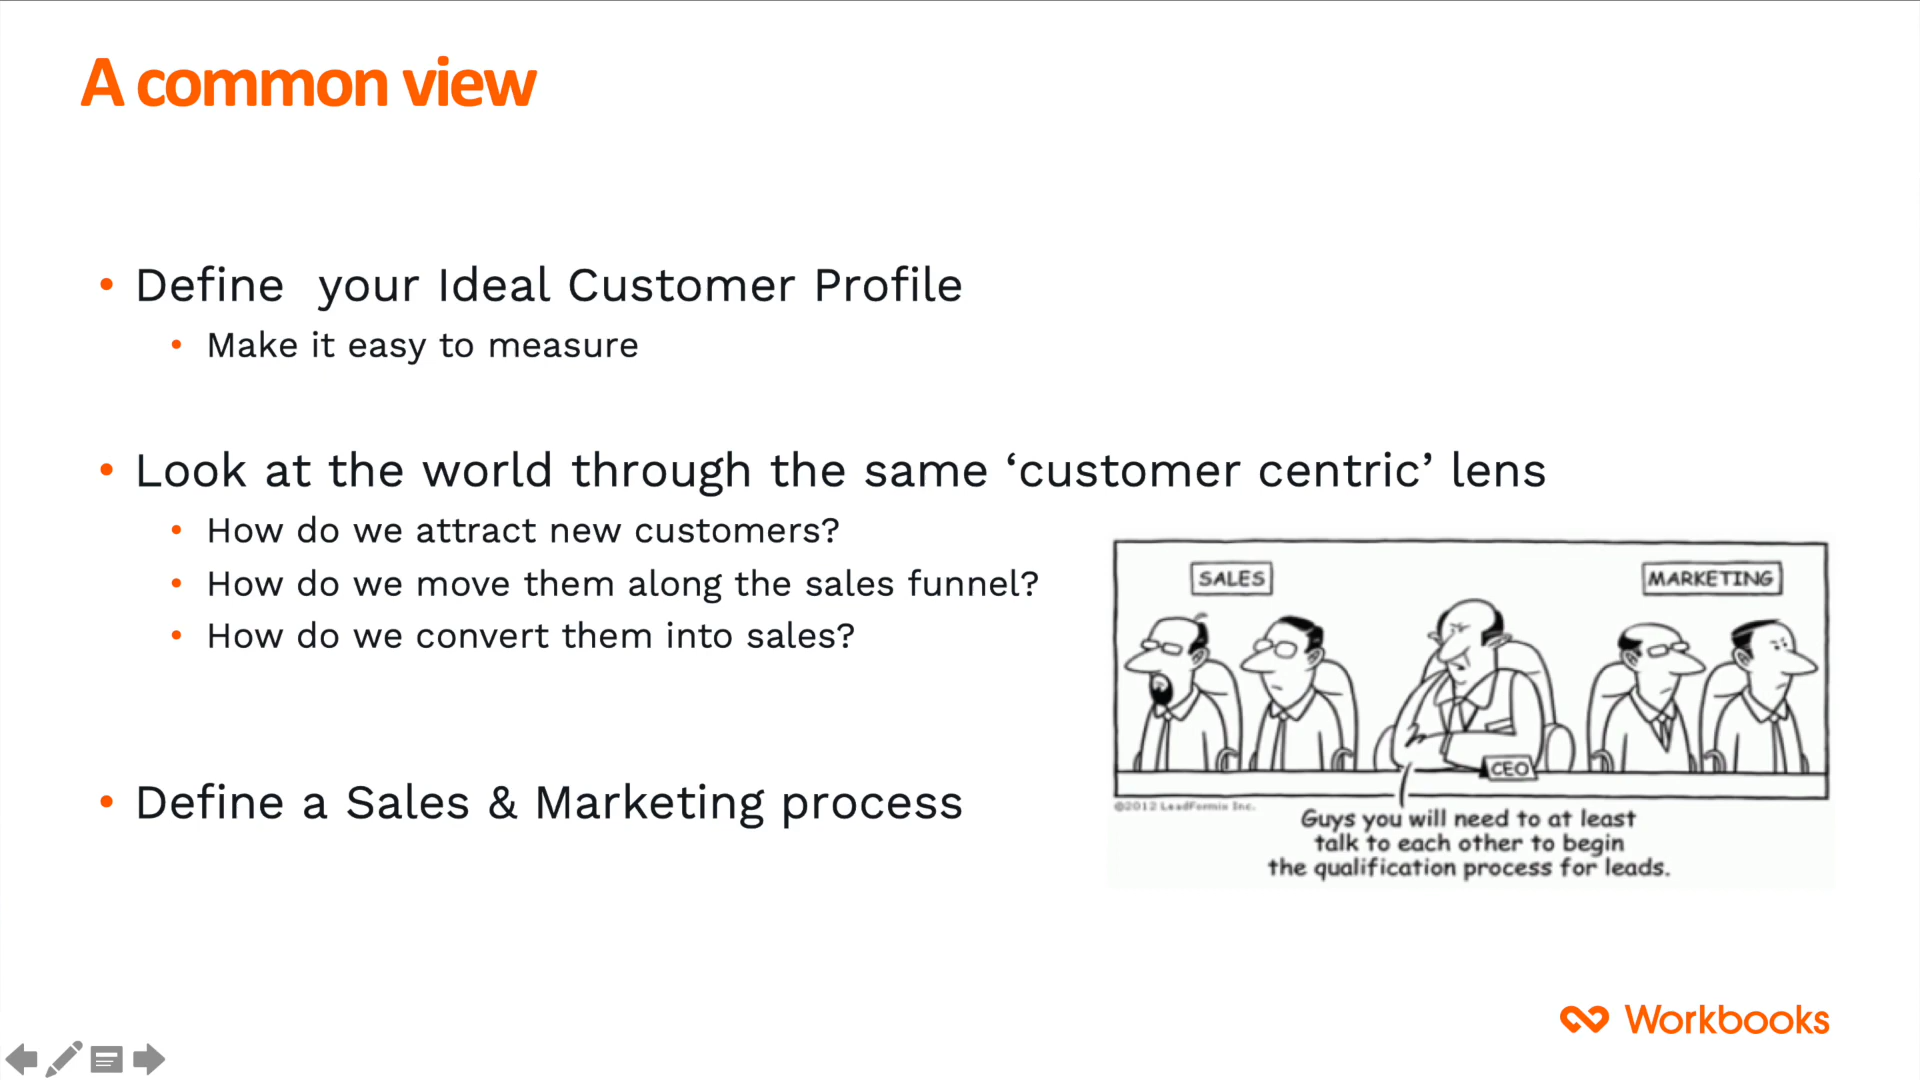 A common view
• Define  your Ideal Customer Profile
• Make it easy to measure
• Look at the world through the same ‘customer centric’ lens
• How do we attract new customers?
• How do we move them along the sales funnel?
• How do we convert them into sales?
• Define a Sales & Marketing process
SALES
MARKETING
CEO
©2012 LeadFormix Inc.
Guys you will need to at least
talk to each other to begin
the qualification process for leads.
Workbooks